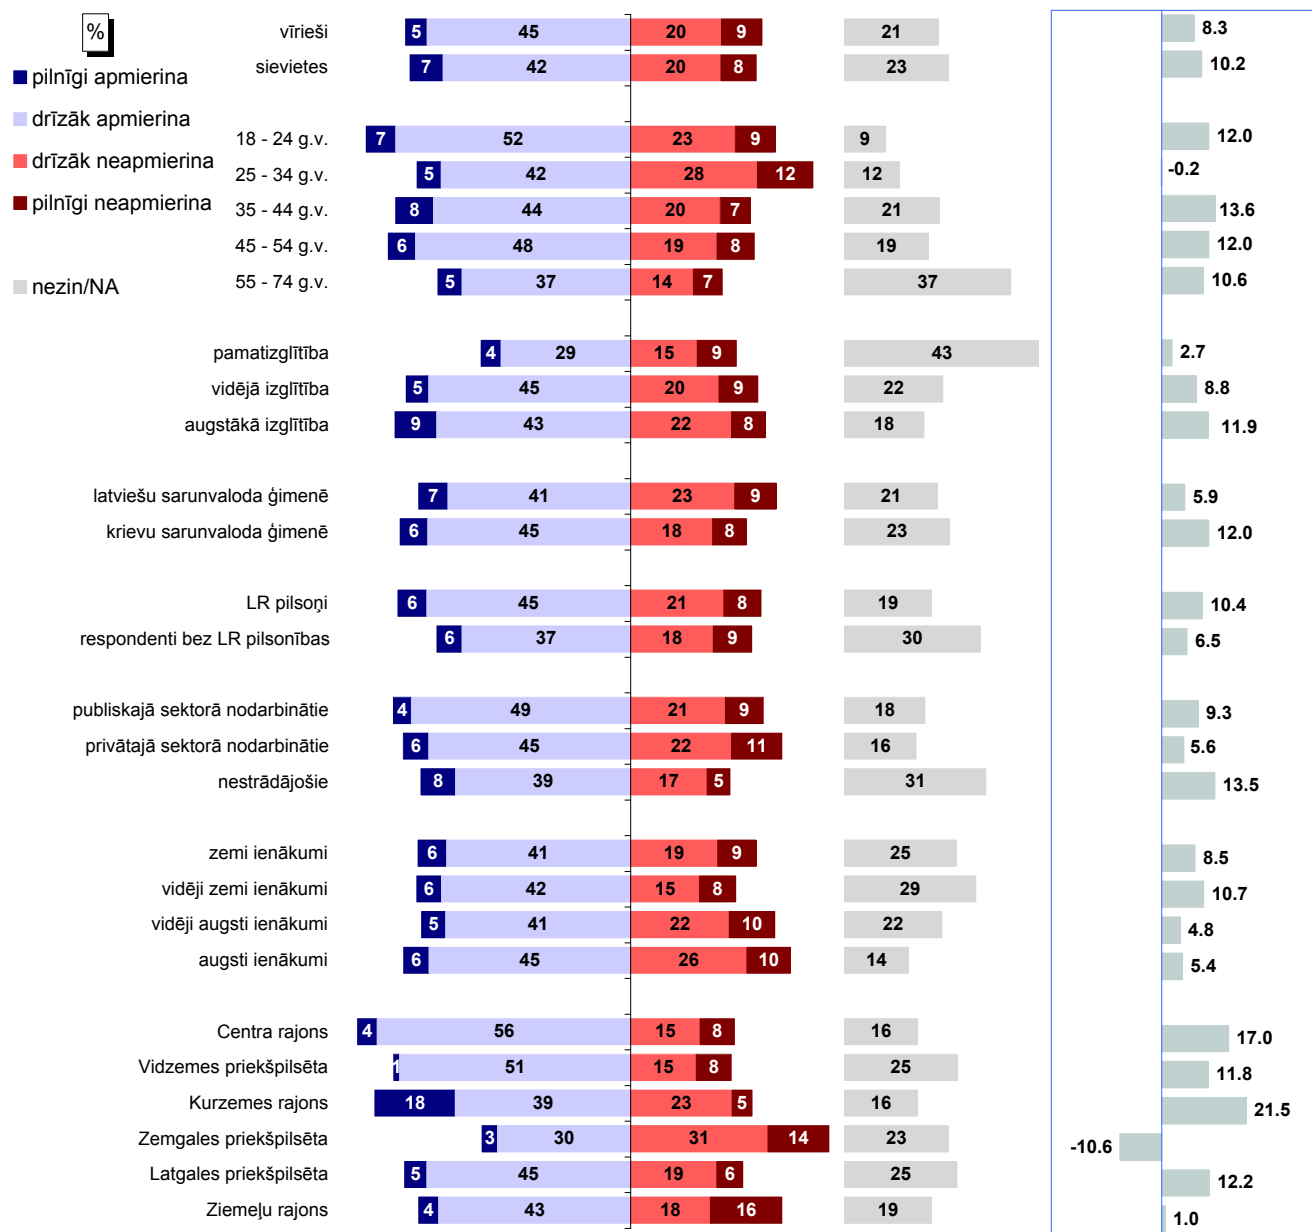 %
pilnīgi apmierina
drīzāk apmierina
drīzāk neapmierina
pilnīgi neapmierina
nezin/NA
vīrieši 5 45 20 9 21 8.3
sievietes 7 42 20 8 23 10.2
18 - 24 g.v. 7 52 23 9 9 12.0
25 - 34 g.v. 5 42 28 12 12 -0.2
35 - 44 g.v. 8 44 20 7 21 13.6
45 - 54 g.v. 6 48 19 8 19 12.0
55 - 74 g.v. 5 37 14 7 37 10.6
pamatizglītība 4 29 15 9 43 2.7
vidējā izglītība 5 45 20 9 22 8.8
augstākā izglītība 9 43 22 8 18 11.9
latviešu sarunvaloda ģimenē 7 41 23 9 21 5.9
krievu sarunvaloda ģimenē 6 45 18 8 23 12.0
LR pilsoņi 6 45 21 8 19 10.4
respondenti bez LR pilsonības 6 37 18 9 30 6.5
publiskajā sektorā nodarbinātie 4 49 21 9 18 9.3
privātajā sektorā nodarbinātie 6 45 22 11 16 5.6
nestrādājošie 8 39 17 5 31 13.5
zemi ienākumi 6 41 19 9 25 8.5
vidēji zemi ienākumi 6 42 15 8 29 10.7
vidēji augsti ienākumi 5 41 22 10 22 4.8
augsti ienākumi 6 45 26 10 14 5.4
Centra rajons 4 56 15 8 16 17.0
Vidzemes priekšpilsēta 1 51 15 8 25 11.8
Kurzemes rajons 18 39 23 5 16 21.5
Zemgales priekšpilsēta 3 30 31 14 23 -10.6
Latgales priekšpilsēta 5 45 19 6 25 12.2
Ziemeļu rajons 4 43 18 16 19 1.0